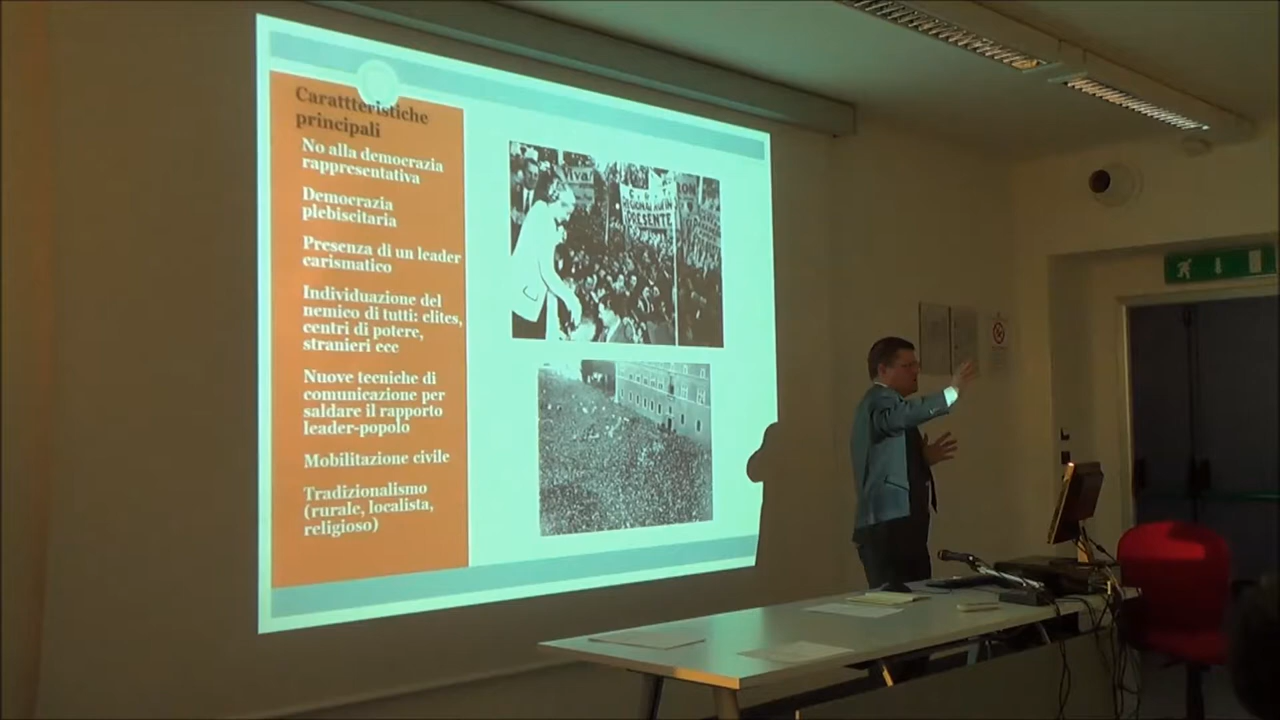 Carattteristiche
principali
No alla democrazia
rappresentativa
Democrazia
plebiscitaria
Presenza di un leader
carismatico
Individuazione del
nemico di tutti: elites,
centri di potere,
stranieri ecc
Nuove tecniche di
comunicazione per
saldare il rapporto
leader-popolo
Mobilitazione civile
Tradizionalismo
(rurale, localista,
religioso)
PRESENTE